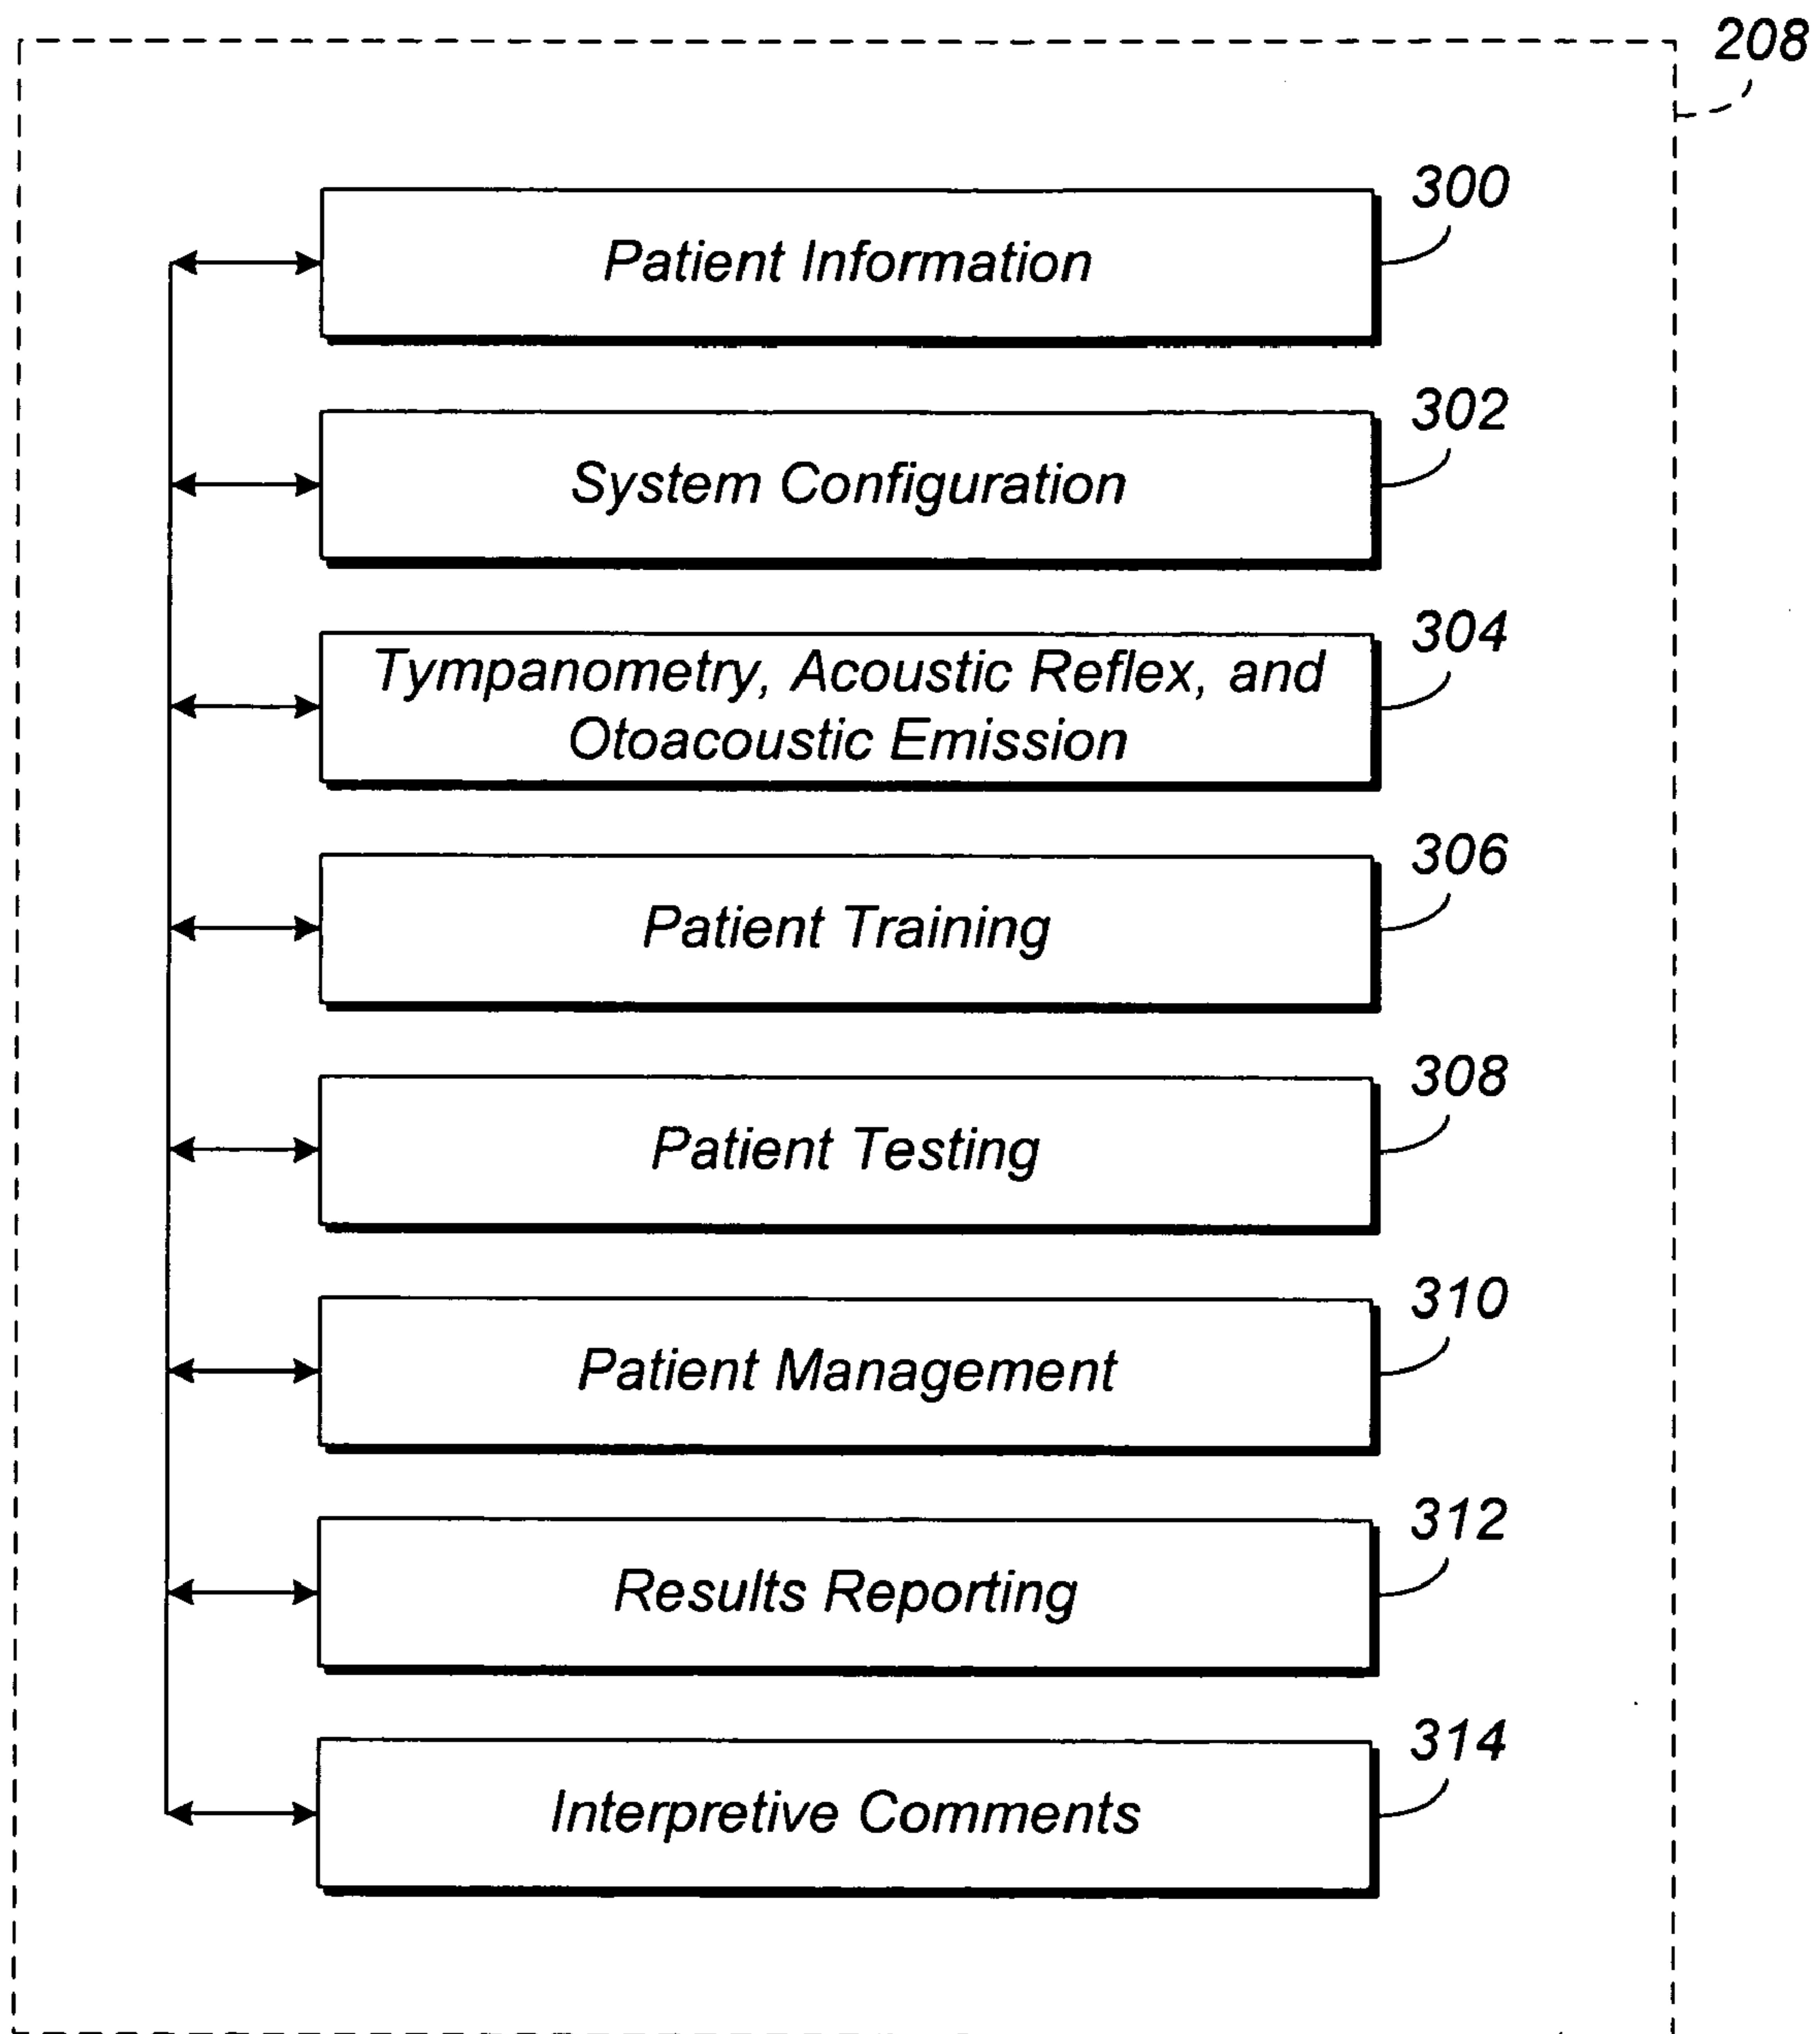 208
300
Patient Information
302
System Configuration
304
Tympanometry, Acoustic Reflex, and
Otoacoustic Emission
306
Patient Training
308
Patient Testing
310
Patient Management
312
Results Reporting
314
Interpretive Comments